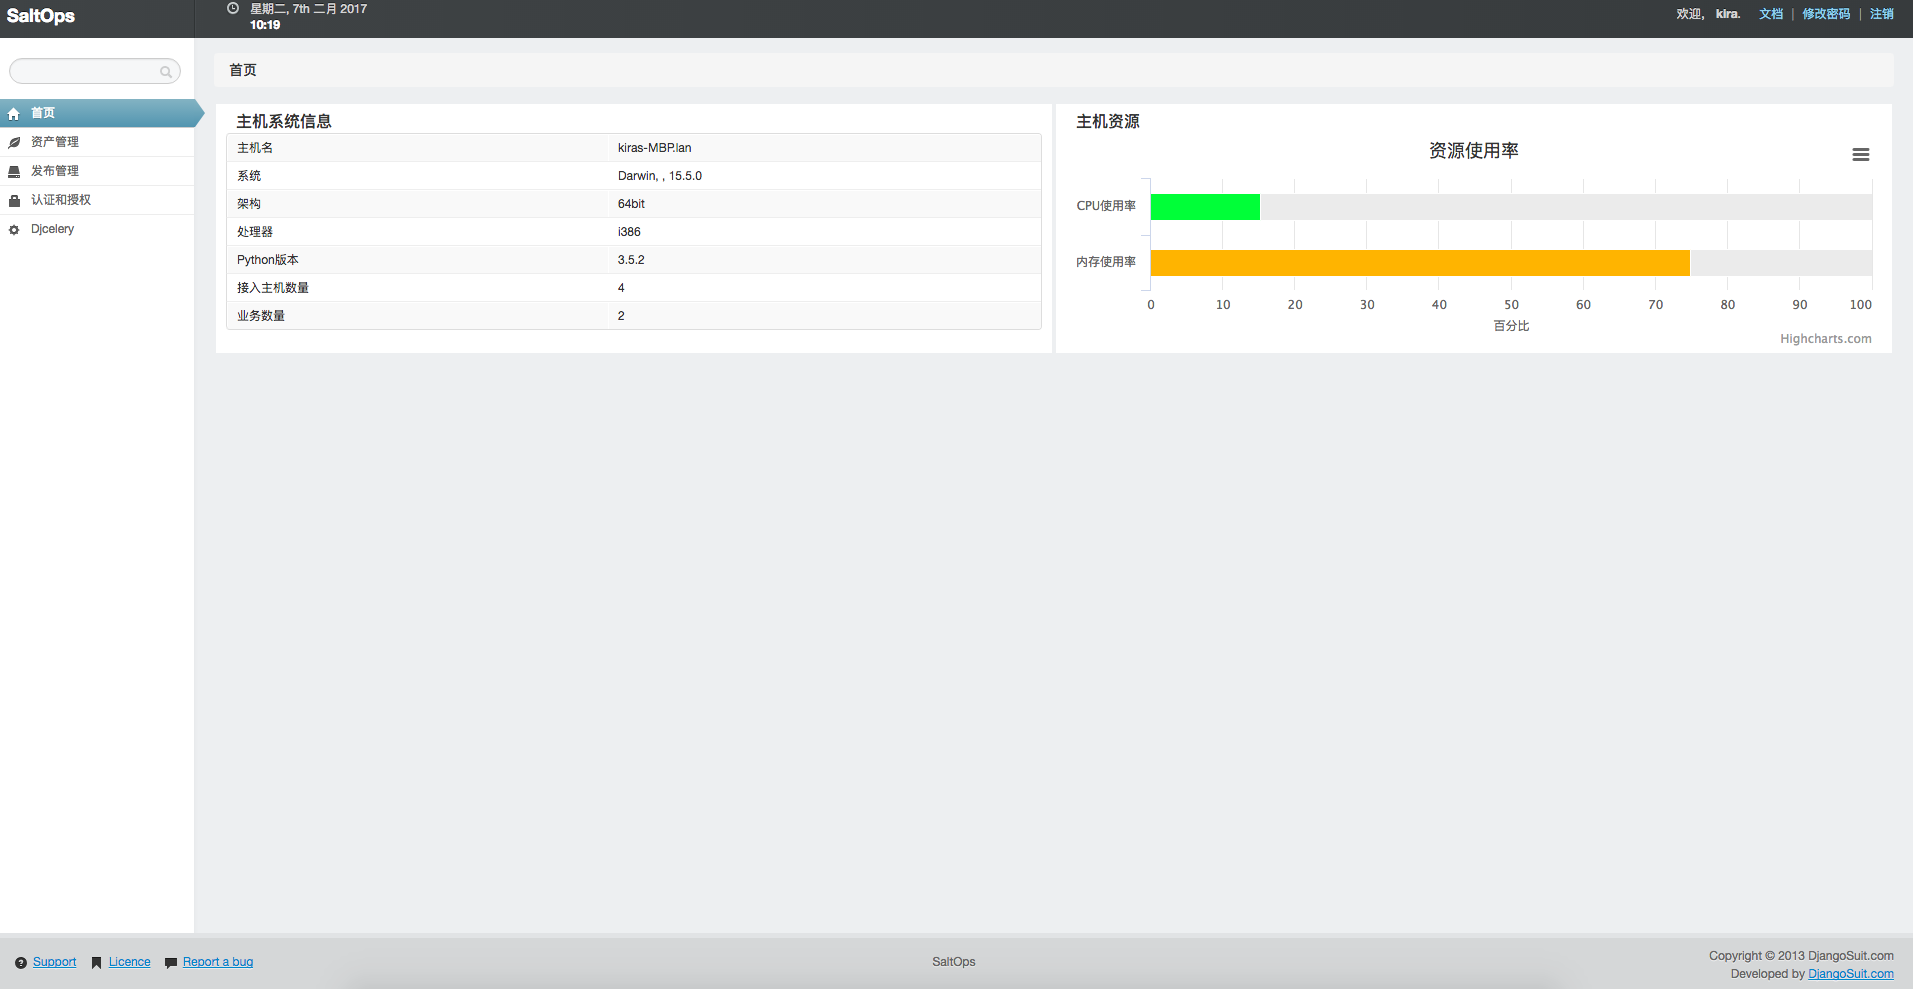 SaltOps
星期二, 7th 二月 2017
10:19
欢迎, kira. 文档 | 修改密码 | 注销
首页
资产管理
发布管理
认证和授权
Djcelery
首页
主机系统信息
主机名 kiras-MBP.lan
系统 Darwin, , 15.5.0
架构 64bit
处理器 i386
Python版本 3.5.2
接入主机数量 4
业务数量 2
主机资源
资源使用率
CPU使用率
内存使用率
0 10 20 30 40 50 60 70 80 90 100
百分比
Highcharts.com
Support Licence Report a bug
SaltOps
Copyright © 2013 DjangoSuit.com
Developed by DjangoSuit.com